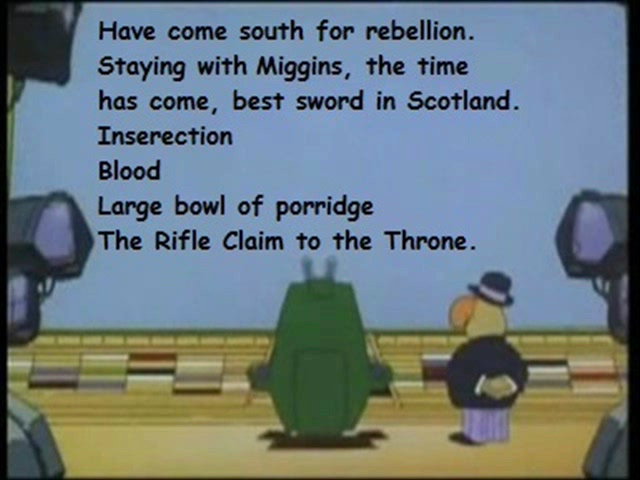 Have come south for rebellion.
Staying with Miggins, the time
has come, best sword in Scotland.
Inserection
Blood
Large bowl of porridge
The Rifle Claim to the Throne.